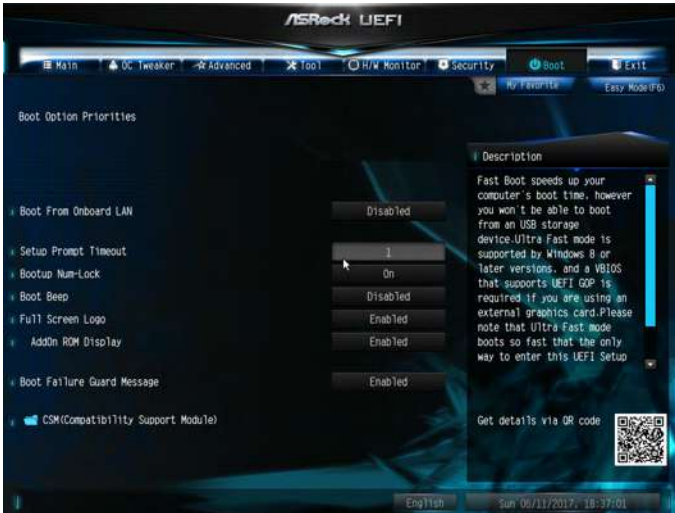 ASRock UEFI
Main
OC Tweaker
Advanced
Tool
H/W Monitor
Security
Boot
Exit
My Favorite
Easy Mode(F6)
Boot Option Priorities
Boot From Onboard LAN Disabled
Setup Prompt Timeout 1
Bootup Num-Lock On
Boot Beep Disabled
Full Screen Logo Enabled
AddOn ROM Display Enabled
Boot Failure Guard Message Enabled
CSM(Compatibility Support Module)
Description
Fast Boot speeds up your
computer's boot time, however
you won't be able to boot
from an USB storage
device.Ultra Fast mode is
supported by Windows 8 or
later versions, and a VBIOS
that supports UEFI GOP is
required if you are using an
external graphics card.Please
note that Ultra Fast mode
boots so fast that the only
way to enter this UEFI Setup
Get details via QR code
English
Sun 06/11/2017, 18:37:01